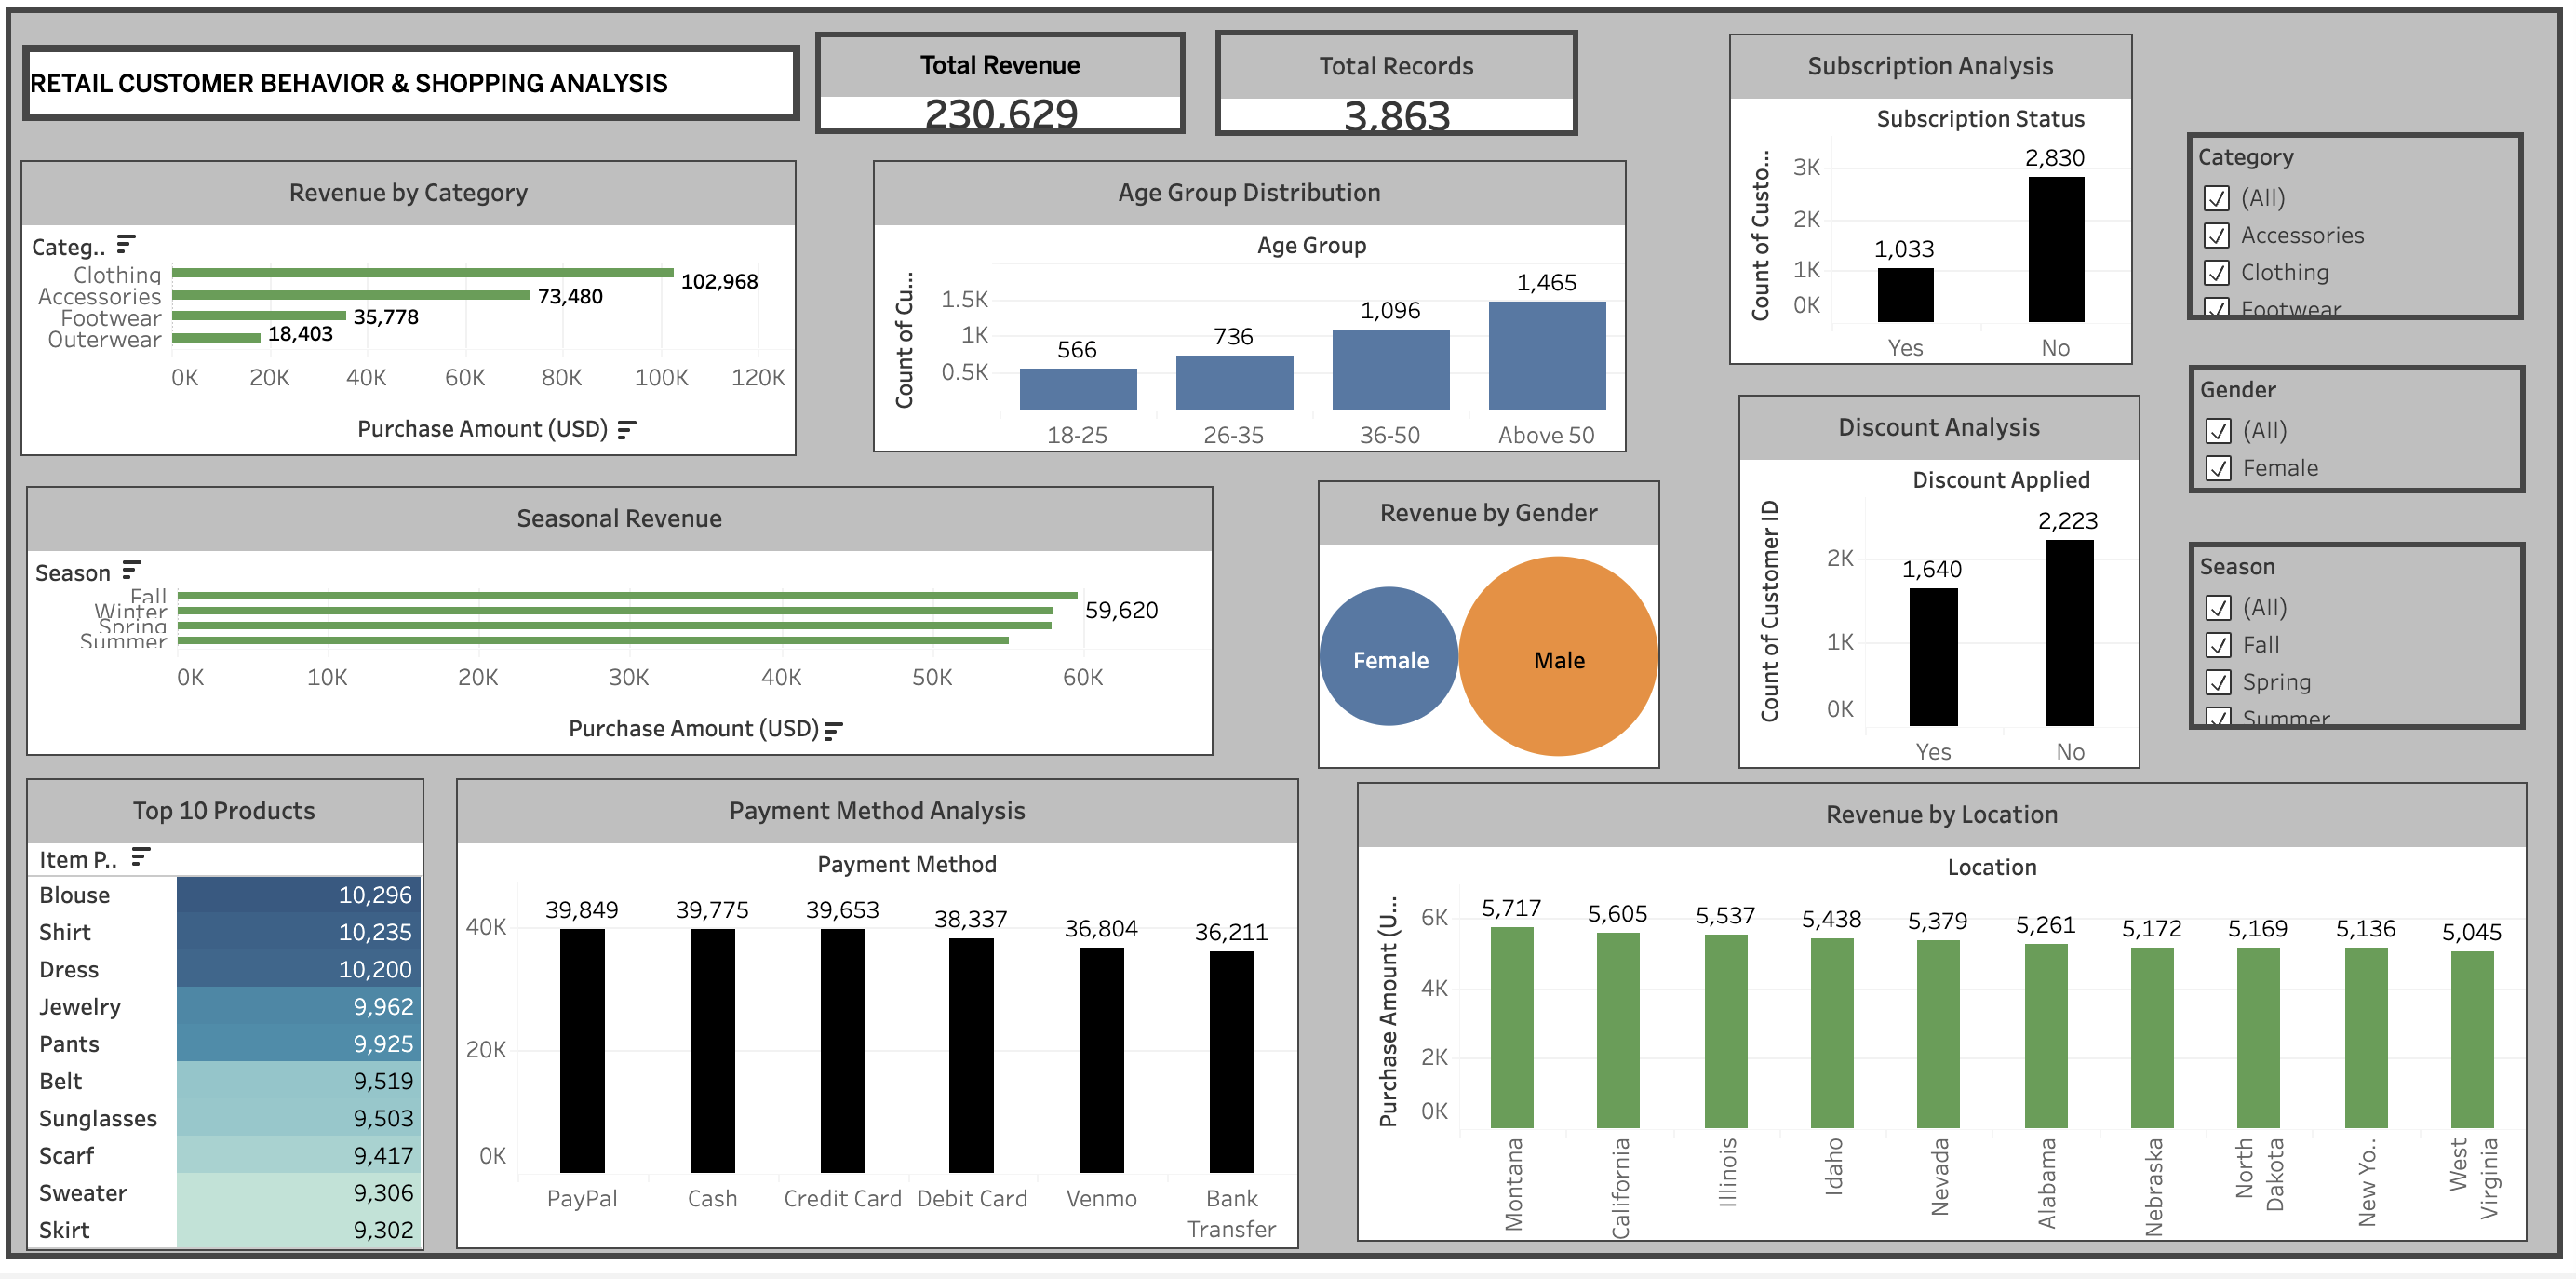 RETAIL CUSTOMER BEHAVIOR & SHOPPING ANALYSIS
Total Revenue
230,629
Total Records
3,863
Revenue by Category
Categ..
Clothing
102,968
Accessories
73,480
Footwear
35,778
Outerwear
18,403
0K 20K 40K 60K 80K 100K 120K
Purchase Amount (USD)
Age Group Distribution
Age Group
Count of Cu...
1.5K
1K
0.5K
566
736
1,096
1,465
18-25 26-35 36-50 Above 50
Subscription Analysis
Subscription Status
Count of Custo...
3K
2K
1K
0K
1,033
2,830
Yes No
Category
(All)
Accessories
Clothing
Footwear
Gender
(All)
Female
Season
(All)
Fall
Spring
Summer
Seasonal Revenue
Season
Fall
Winter
Spring
Summer
59,620
0K 10K 20K 30K 40K 50K 60K
Purchase Amount (USD)
Revenue by Gender
Female
Male
Discount Analysis
Discount Applied
Count of Customer ID
2K
1K
0K
1,640
2,223
Yes No
Top 10 Products
Item P..
Blouse 10,296
Shirt 10,235
Dress 10,200
Jewelry 9,962
Pants 9,925
Belt 9,519
Sunglasses 9,503
Scarf 9,417
Sweater 9,306
Skirt 9,302
Payment Method Analysis
Payment Method
40K
20K
0K
39,849 39,775 39,653 38,337 36,804 36,211
PayPal Cash Credit Card Debit Card Venmo Bank
Transfer
Revenue by Location
Location
Purchase Amount (U...
6K
4K
2K
0K
5,717 5,605 5,537 5,438 5,379 5,261 5,172 5,169 5,136 5,045
Montana
California
Illinois
Idaho
Nevada
Alabama
Nebraska
North
Dakota
New Yo..
West
Virginia